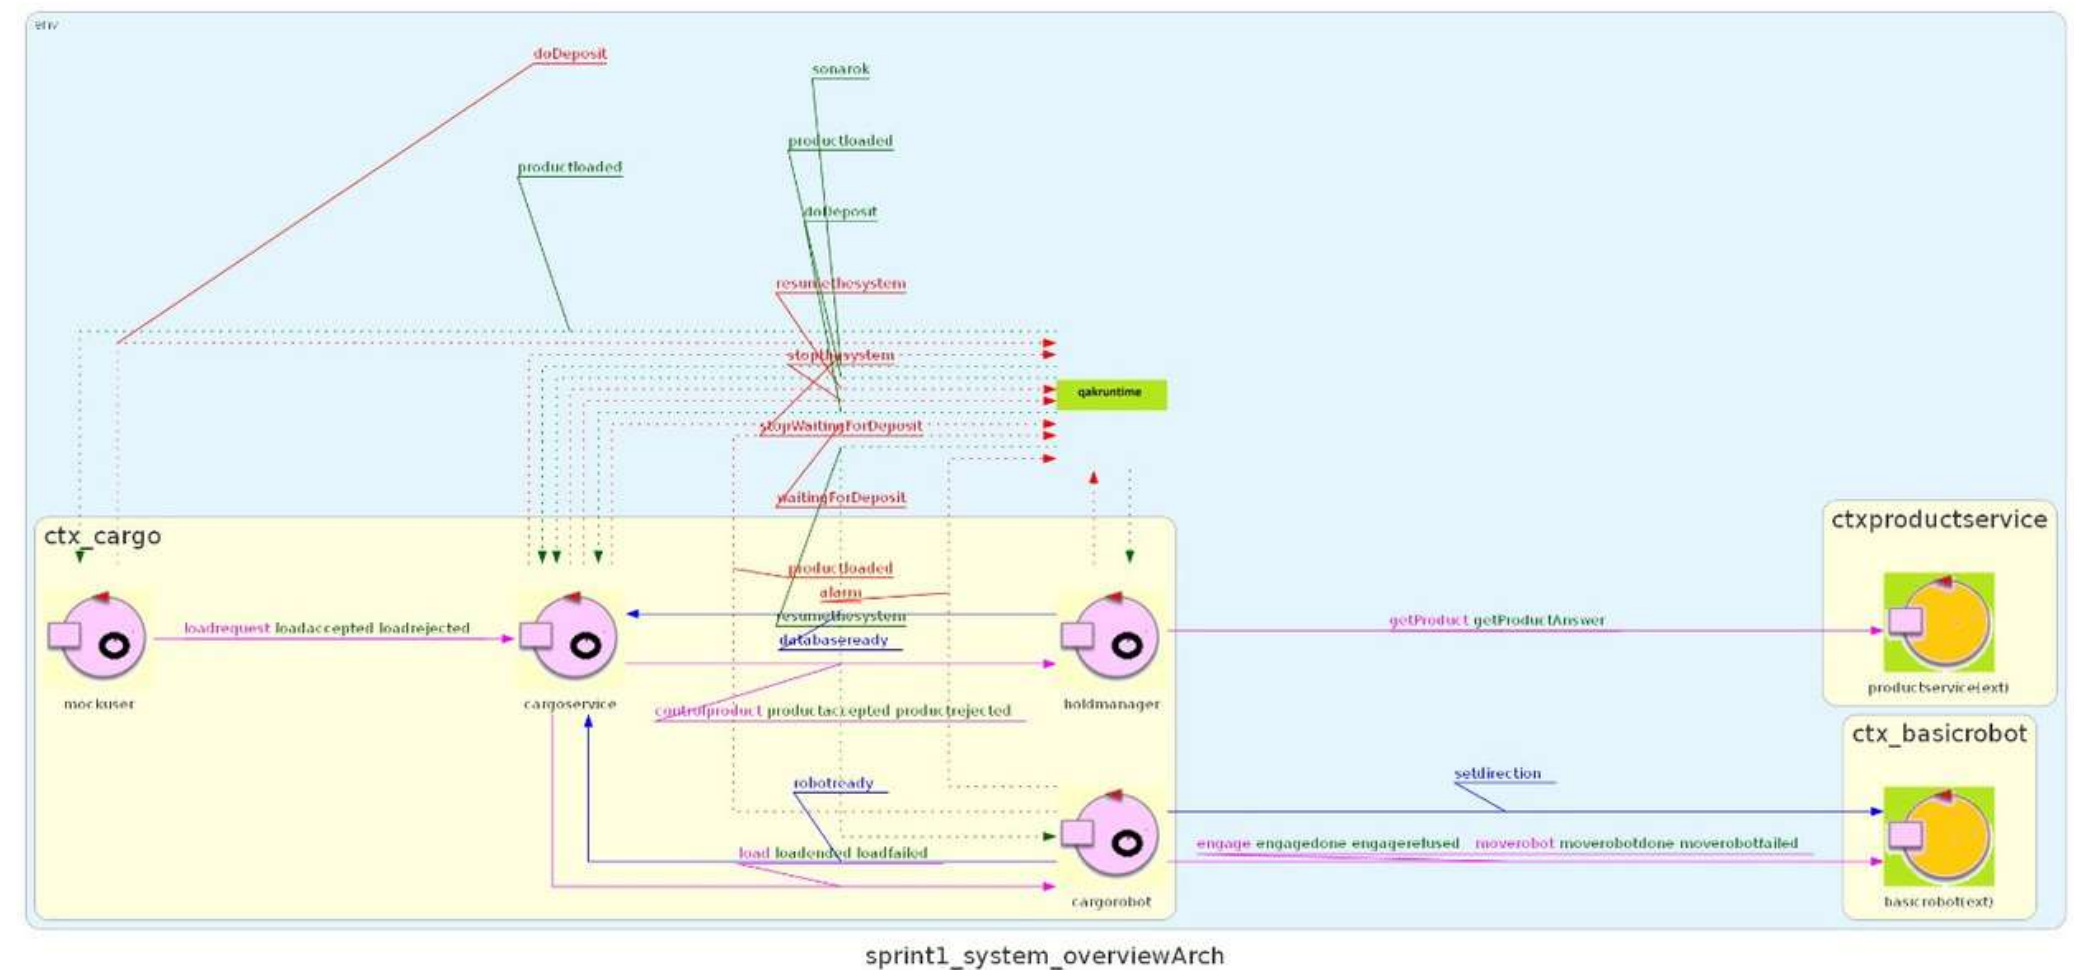 env
doDeposit
sonarok
productloaded
productloaded
doDeposit
resumethesystem
stopthesystem
qakruntime
stopWaitingForDeposit
waitingForDeposit
ctx_cargo
ctxproductservice
productloaded
alarm
resumethesystem
loadrequest loadaccepted loadrejected
getProduct getProductAnswer
databaseready
productservice(ext)
mockuser
cargoservice
holdmanager
controlproduct productaccepted productrejected
ctx_basicrobot
robotready
setdirection
load loadended loadfailed
engage engagedone engagerefused moverobot moverobotdone moverobotfailed
cargorobot
basicrobot(ext)
sprint1_system_overviewArch